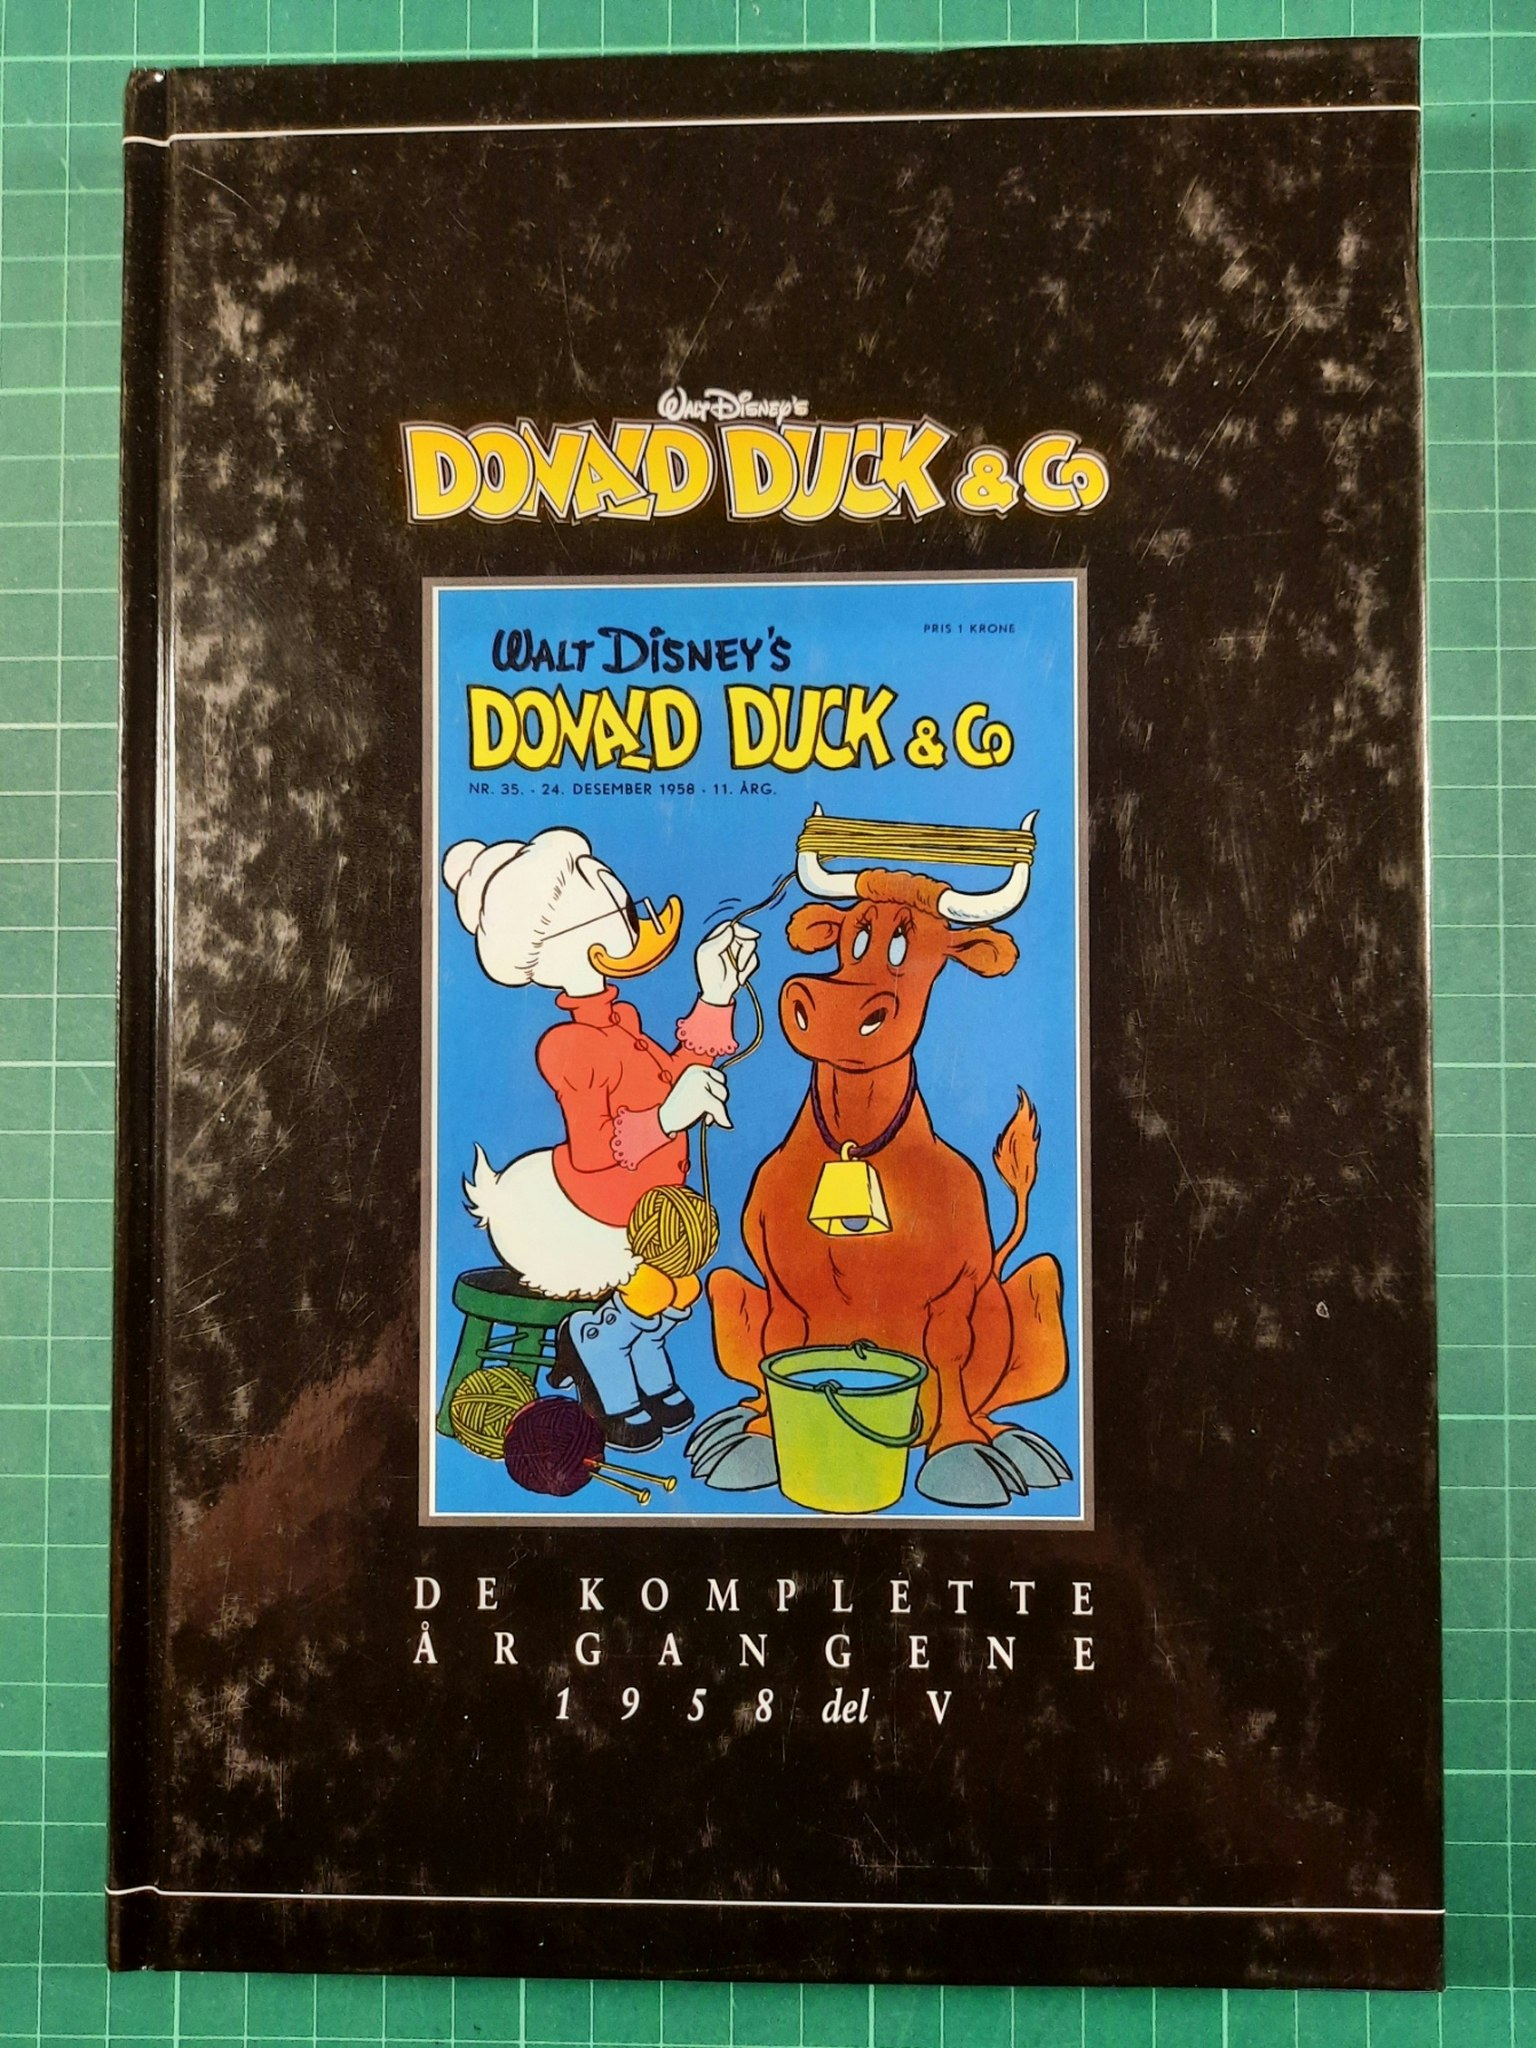 WALT DISNEY'S
DONALD DUCK & CO
PRIS 1 KRONE
WALT DISNEY'S
DONALD DUCK & CO
NR. 35. - 24. DESEMBER 1958 - 11. ÅRG.
DE KOMPLETTE
ÅRGANGENE
1958 del V